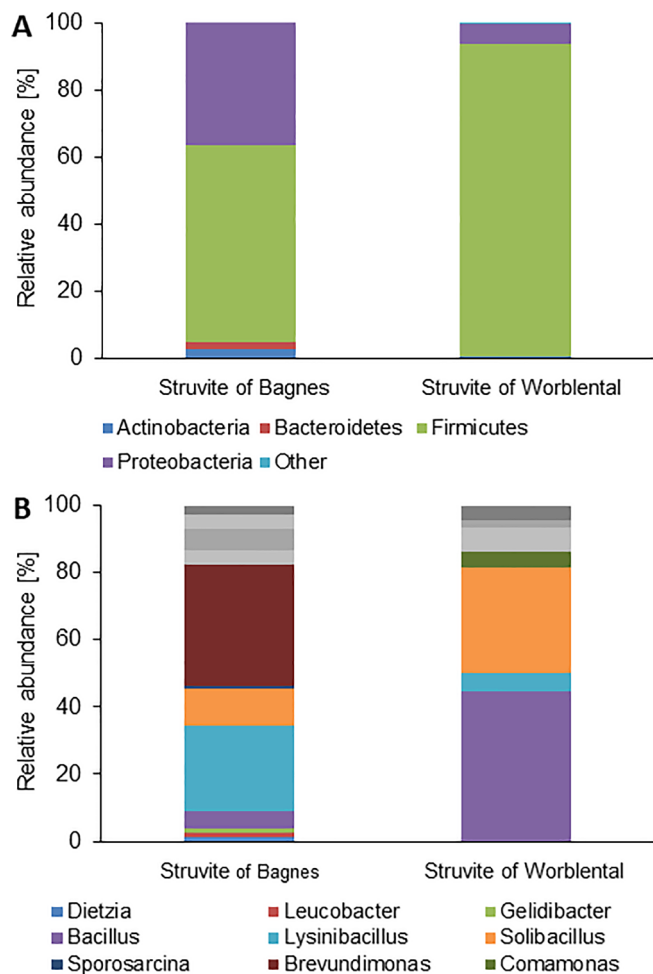 A
Relative abundance [%]
100
80
60
40
20
0
Struvite of Bagnes
Struvite of Worblental
Actinobacteria
Bacteroidetes
Firmicutes
Proteobacteria
Other
B
Relative abundance [%]
100
80
60
40
20
0
Struvite of Bagnes
Struvite of Worblental
Dietzia
Leucobacter
Gelidibacter
Bacillus
Lysinibacillus
Solibacillus
Sporosarcina
Brevundimonas
Comamonas